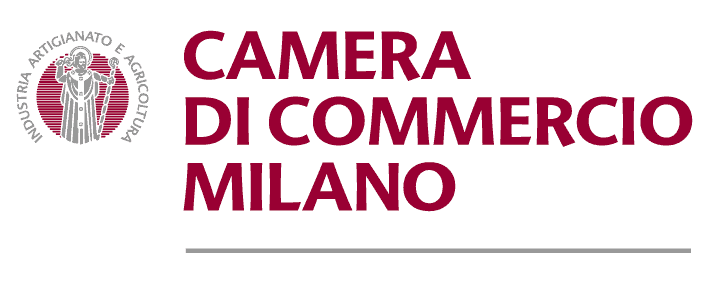 INDUSTRIA ARTIGIANATO E AGRICOLTURA
CAMERA
DI COMMERCIO
MILANO